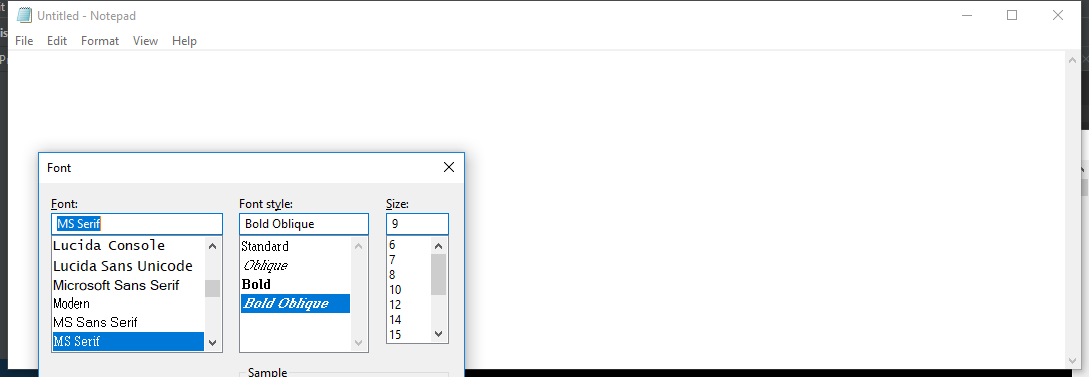 Untitled - Notepad
File Edit Format View Help
Font
Font: Font style: Size:
MS Serif Bold Oblique 9
Lucida Console
Lucida Sans Unicode
Microsoft Sans Serif
Modern
MS Sans Serif
MS Serif
Standard
Oblique
Bold
Bold Oblique
6
7
8
10
12
14
15
Sample